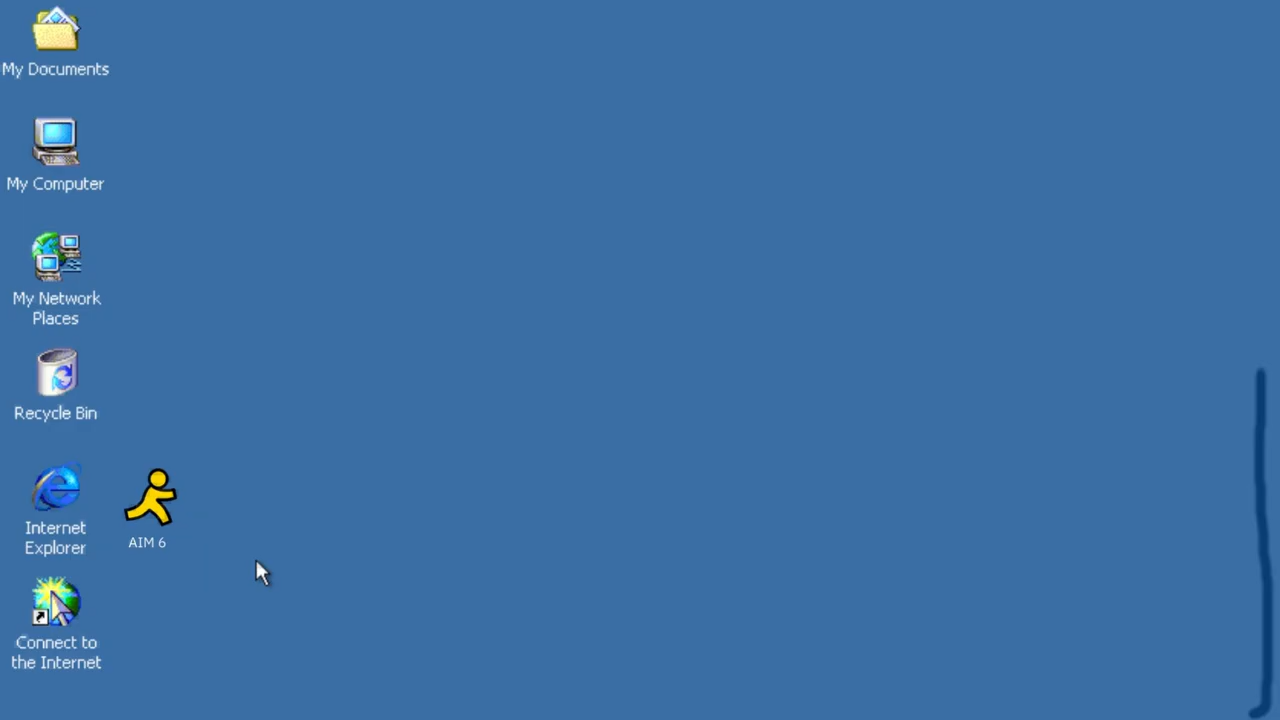 My Documents
My Computer
My Network
Places
Recycle Bin
Internet
Explorer
AIM 6
Connect to
the Internet